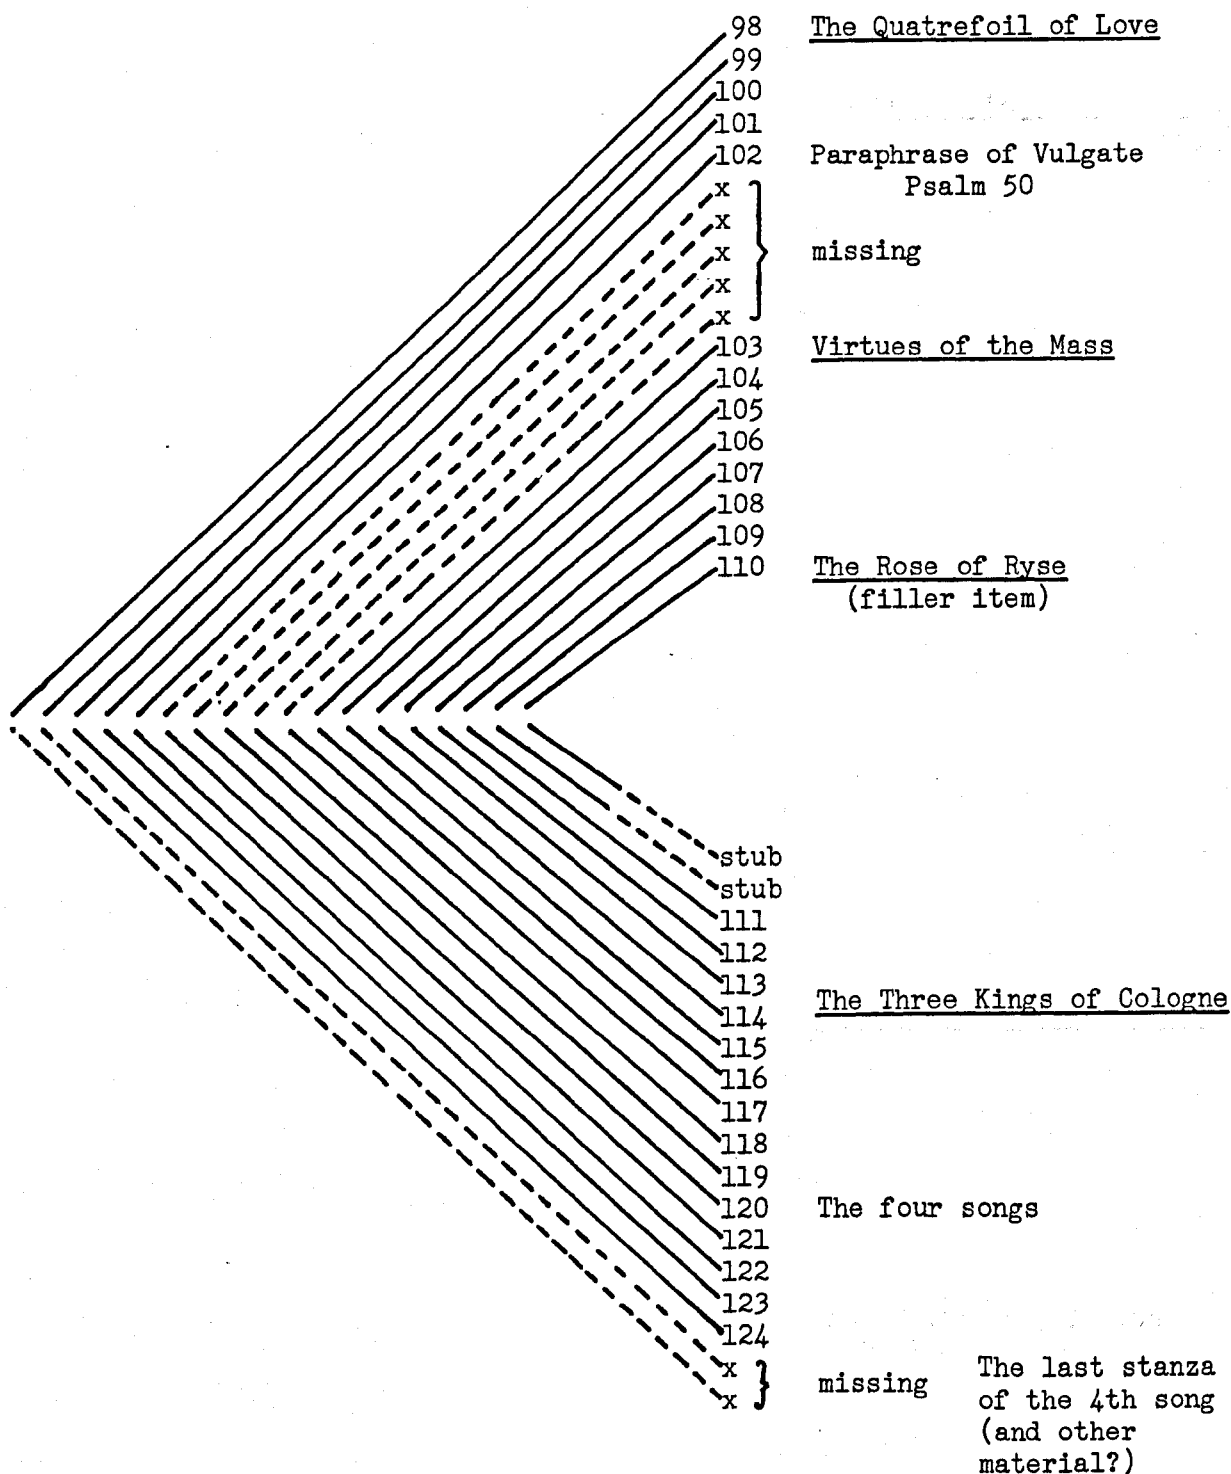 98 The Quatrefoil of Love
99
100
101
102 Paraphrase of Vulgate
Psalm 50
x
x
x missing
x
x
103 Virtues of the Mass
104
105
106
107
108
109
110 The Rose of Ryse
(filler item)
stub
stub
111
112
113
The Three Kings of Cologne
114
115
116
117
118
119
120 The four songs
121
122
123
124
x
x
missing
The last stanza
of the 4th song
(and other
material?)